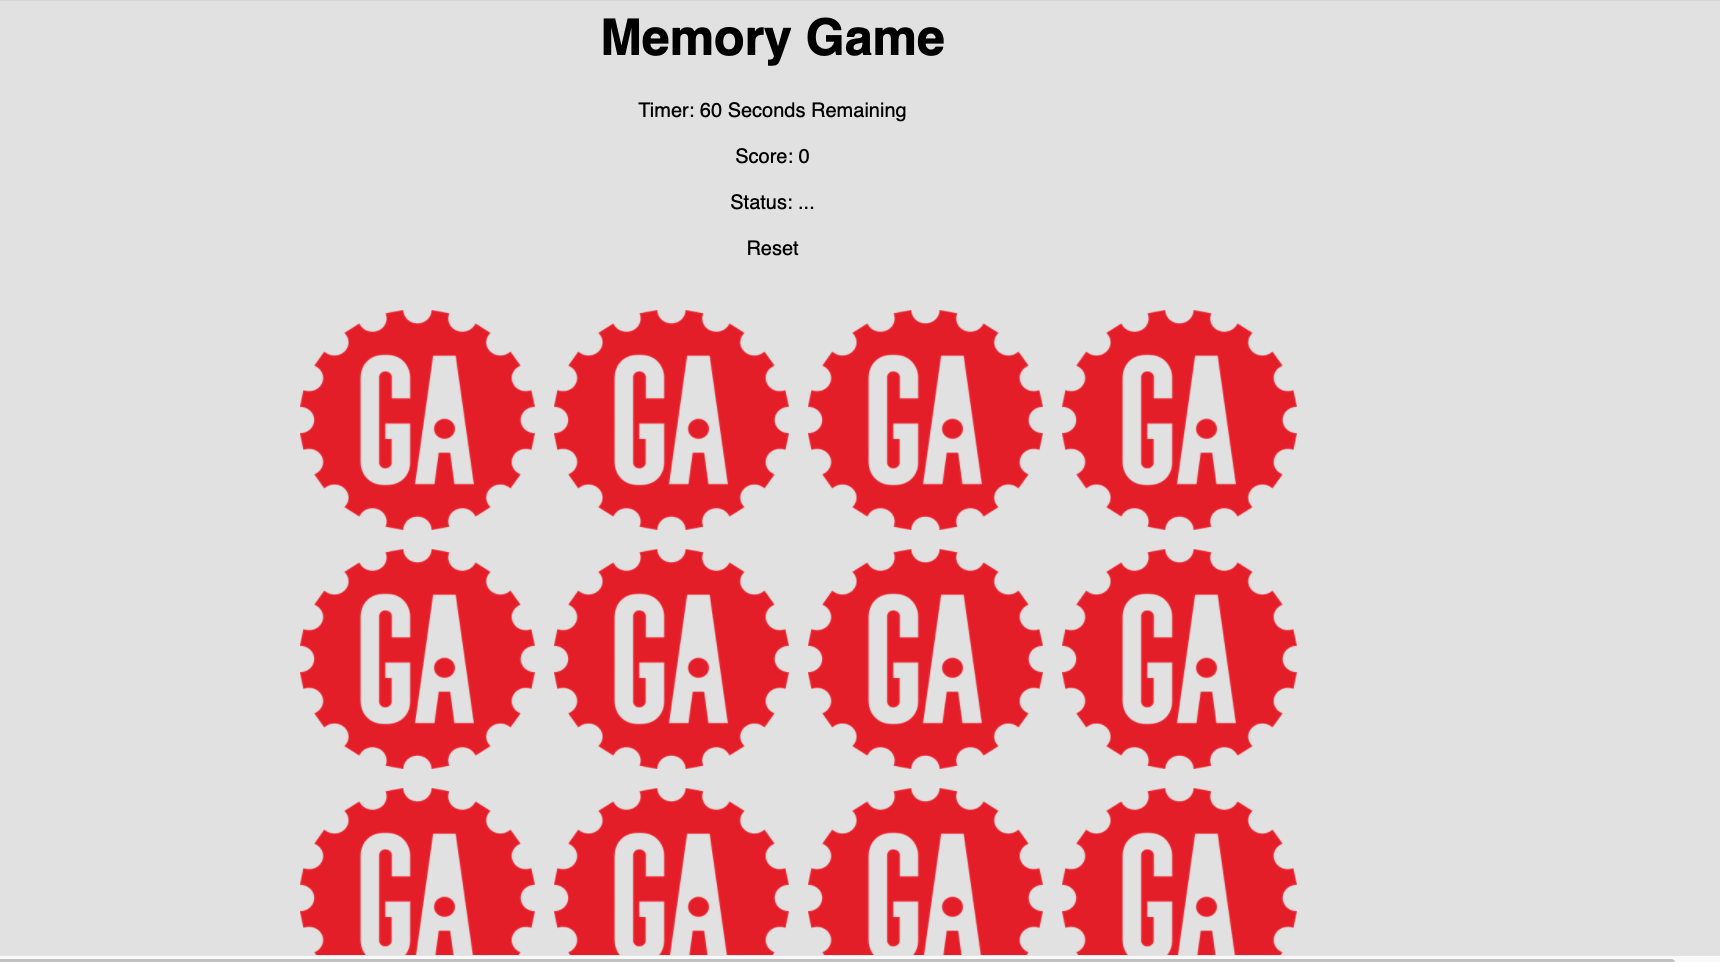 Memory Game
Timer: 60 Seconds Remaining
Score: 0
Status: ...
Reset
GA GA GA GA
GA GA GA GA
GA GA GA GA